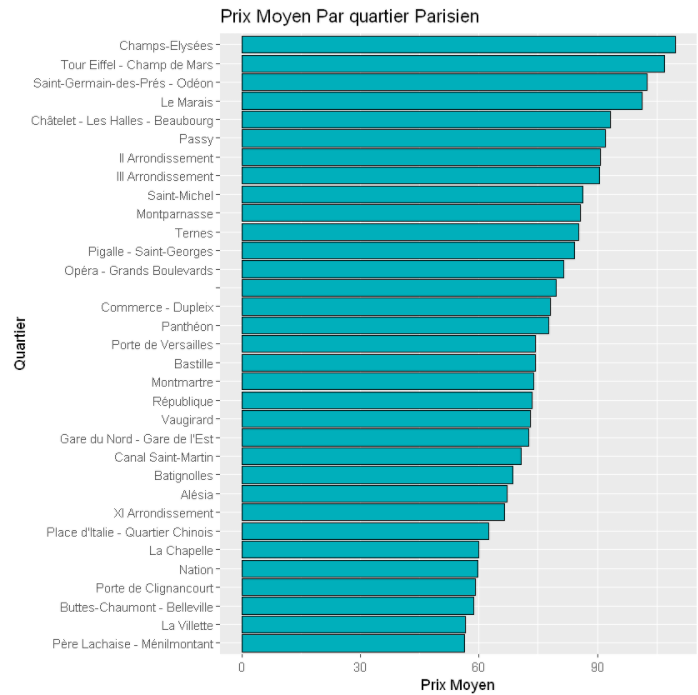 Prix Moyen Par quartier Parisien
Champs-Elysées
Tour Eiffel - Champ de Mars
Saint-Germain-des-Prés - Odéon
Le Marais
Châtelet - Les Halles - Beaubourg
Passy
II Arrondissement
III Arrondissement
Saint-Michel
Montparnasse
Ternes
Pigalle - Saint-Georges
Opéra - Grands Boulevards
Commerce - Dupleix
Panthéon
Porte de Versailles
Bastille
Montmartre
République
Vaugirard
Gare du Nord - Gare de l'Est
Canal Saint-Martin
Batignolles
Alésia
XI Arrondissement
Place d'Italie - Quartier Chinois
La Chapelle
Nation
Porte de Clignancourt
Buttes-Chaumont - Belleville
La Villette
Père Lachaise - Ménilmontant
Quartier
0 30 60 90
Prix Moyen